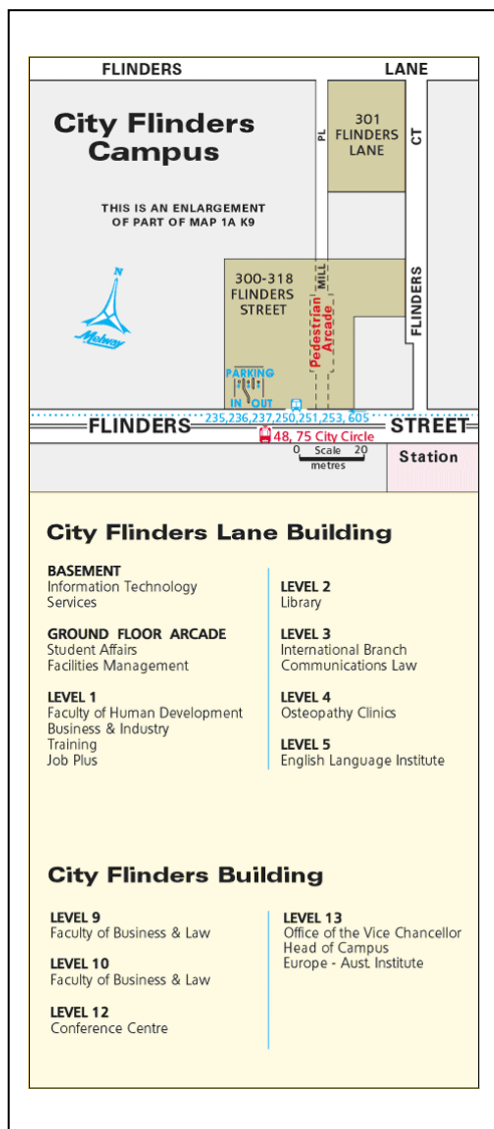 FLINDERS LANE
City Flinders
Campus
THIS IS AN ENLARGEMENT
OF PART OF MAP 1A K9
PL
301
FLINDERS
LANE
CT
FLINDERS
N
Melway
300-318
FLINDERS
STREET
MILL
Pedestrian
Arcade
PARKING
IN OUT
235,236,237,250,251,253, 605
FLINDERS STREET
48, 75 City Circle
0 Scale 20
metres
Station
City Flinders Lane Building
BASEMENT
Information Technology
Services
GROUND FLOOR ARCADE
Student Affairs
Facilities Management
LEVEL 1
Faculty of Human Development
Business & Industry
Training
Job Plus
LEVEL 2
Library
LEVEL 3
International Branch
Communications Law
LEVEL 4
Osteopathy Clinics
LEVEL 5
English Language Institute
City Flinders Building
LEVEL 9
Faculty of Business & Law
LEVEL 10
Faculty of Business & Law
LEVEL 12
Conference Centre
LEVEL 13
Office of the Vice Chancellor
Head of Campus
Europe - Aust. Institute